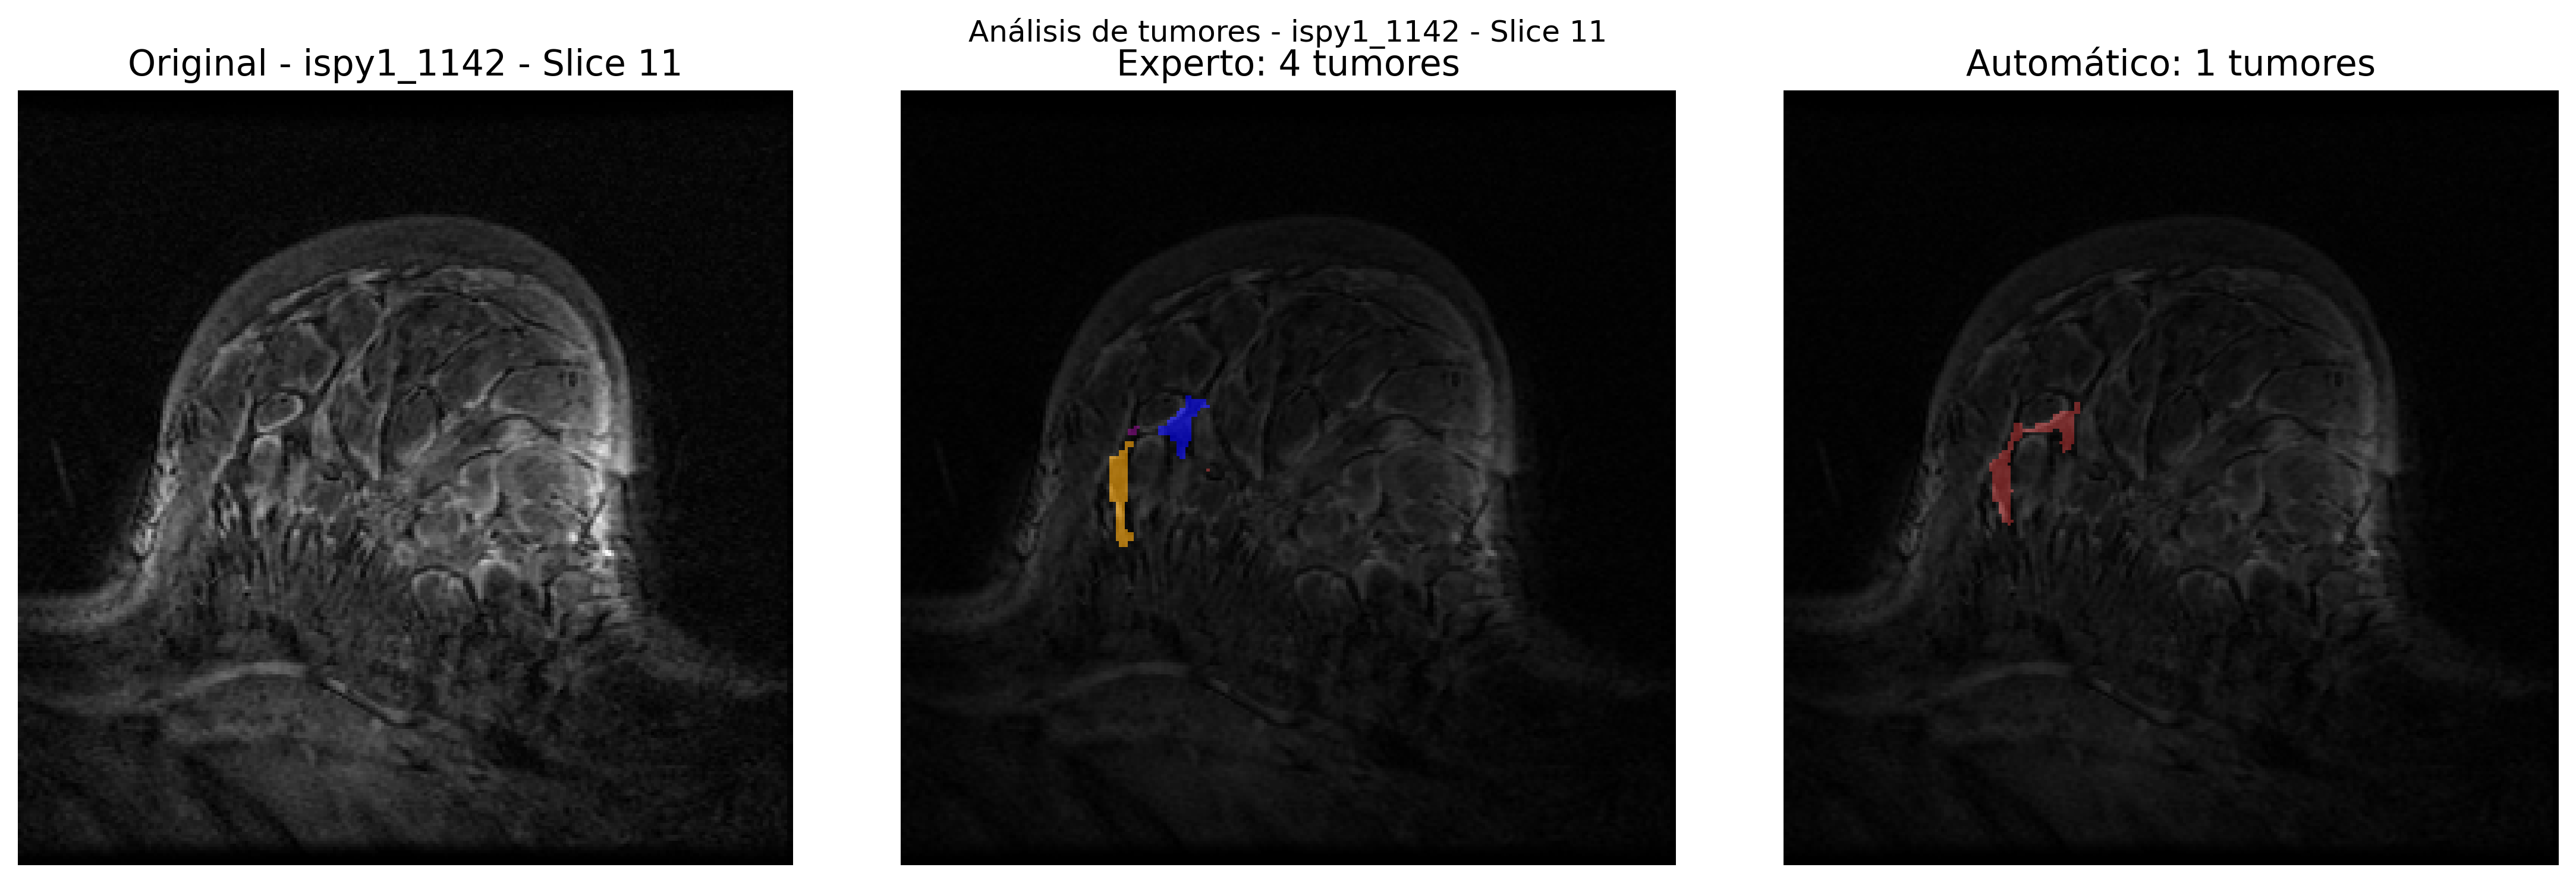 Análisis de tumores - ispy1_1142 - Slice 11
Original - ispy1_1142 - Slice 11
Experto: 4 tumores
Automático: 1 tumores